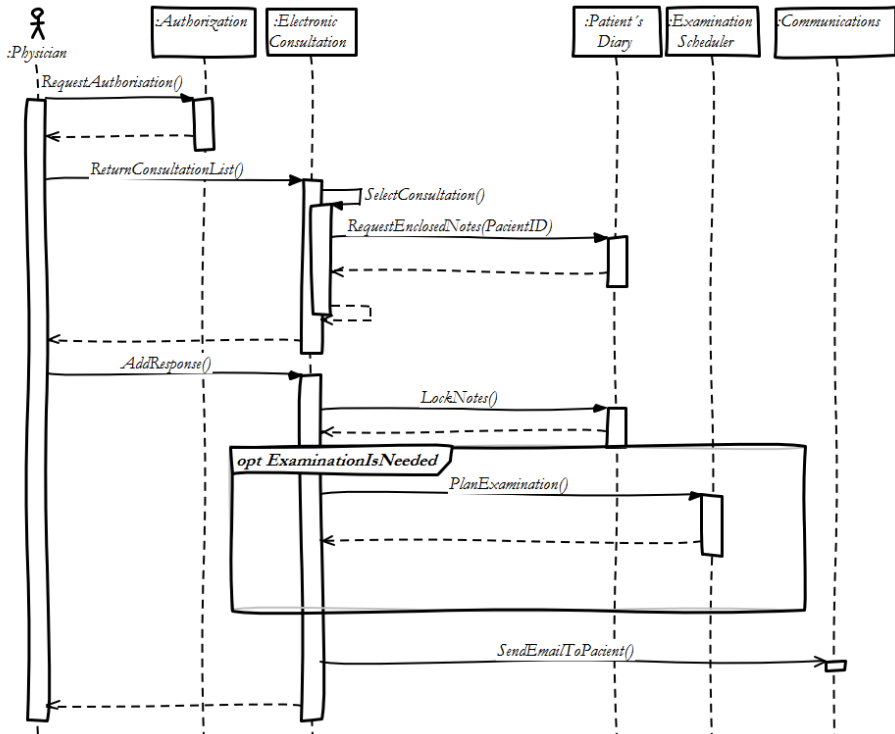 :Physician
:Authorization
:Electronic
Consultation
:Patient´s
Diary
:Examination
Scheduler
:Communications
RequestAuthorisation()
ReturnConsultationList()
SelectConsultation()
RequestEnclosedNotes(PacientID)
AddResponse()
LockNotes()
opt ExaminationIsNeeded
PlanExamination()
SendEmailToPacient()